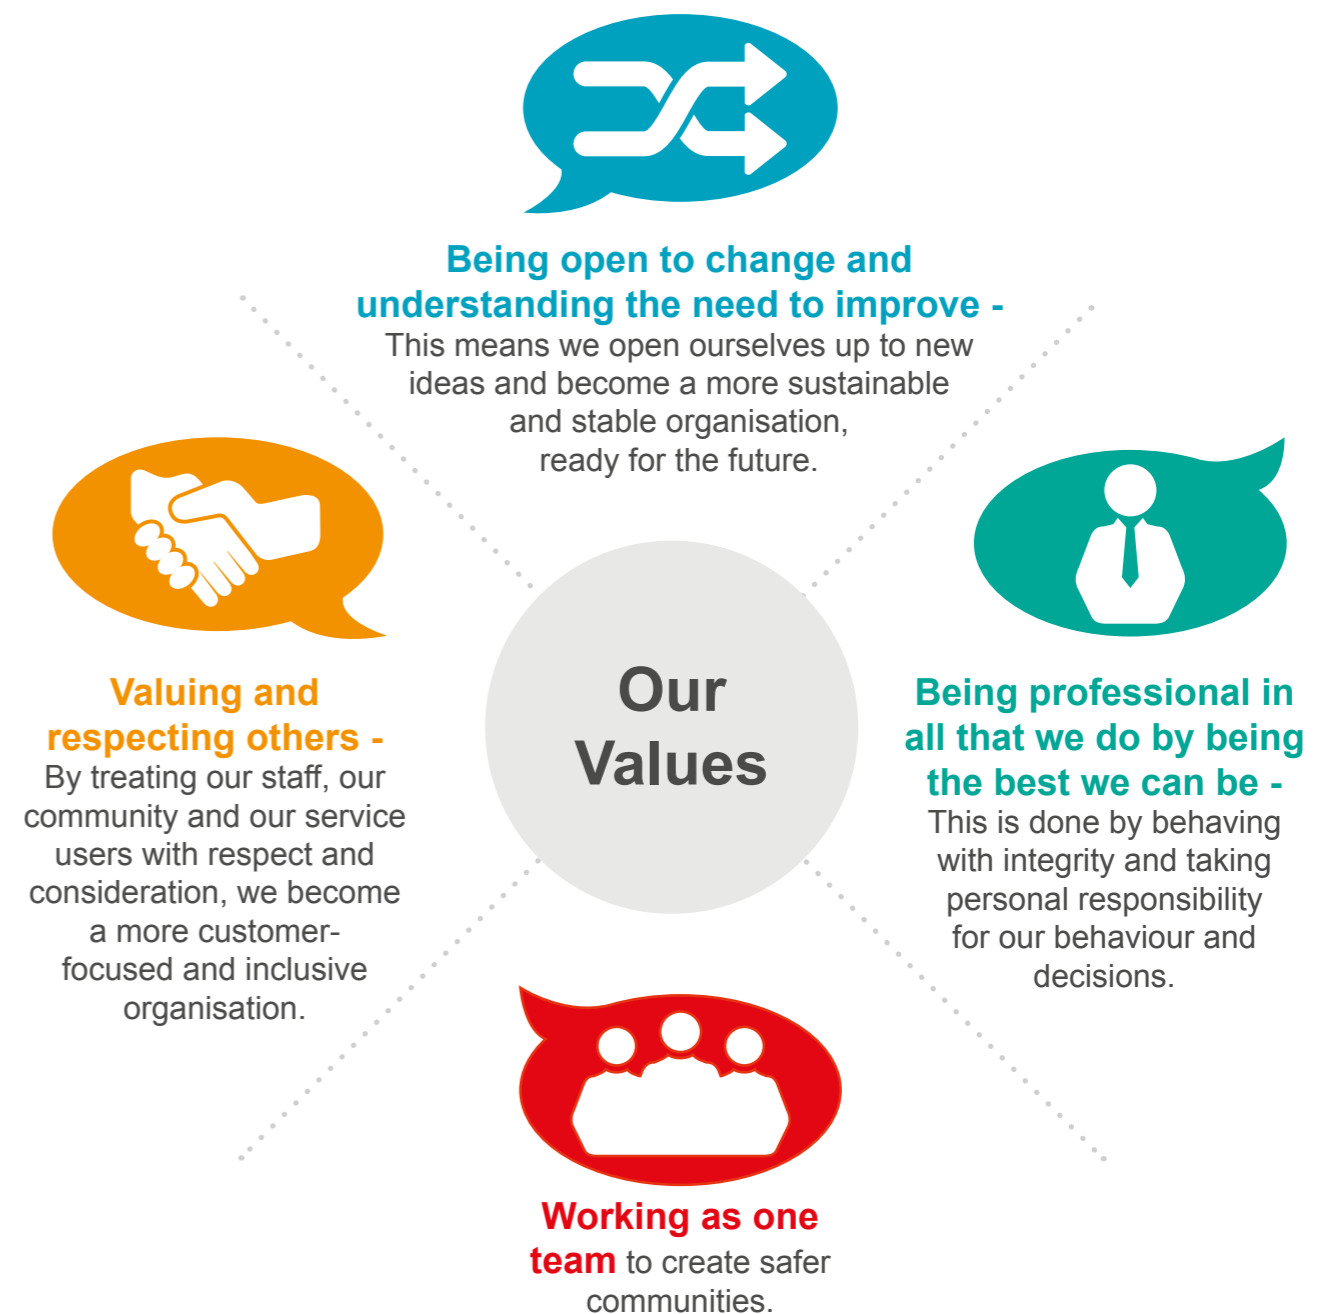 Being open to change and
understanding the need to improve -
This means we open ourselves up to new
ideas and become a more sustainable
and stable organisation,
ready for the future.
Valuing and
respecting others -
By treating our staff, our
community and our service
users with respect and
consideration, we become
a more customer-
focused and inclusive
organisation.
Our
Values
Being professional in
all that we do by being
the best we can be -
This is done by behaving
with integrity and taking
personal responsibility
for our behaviour and
decisions.
Working as one
team to create safer
communities.